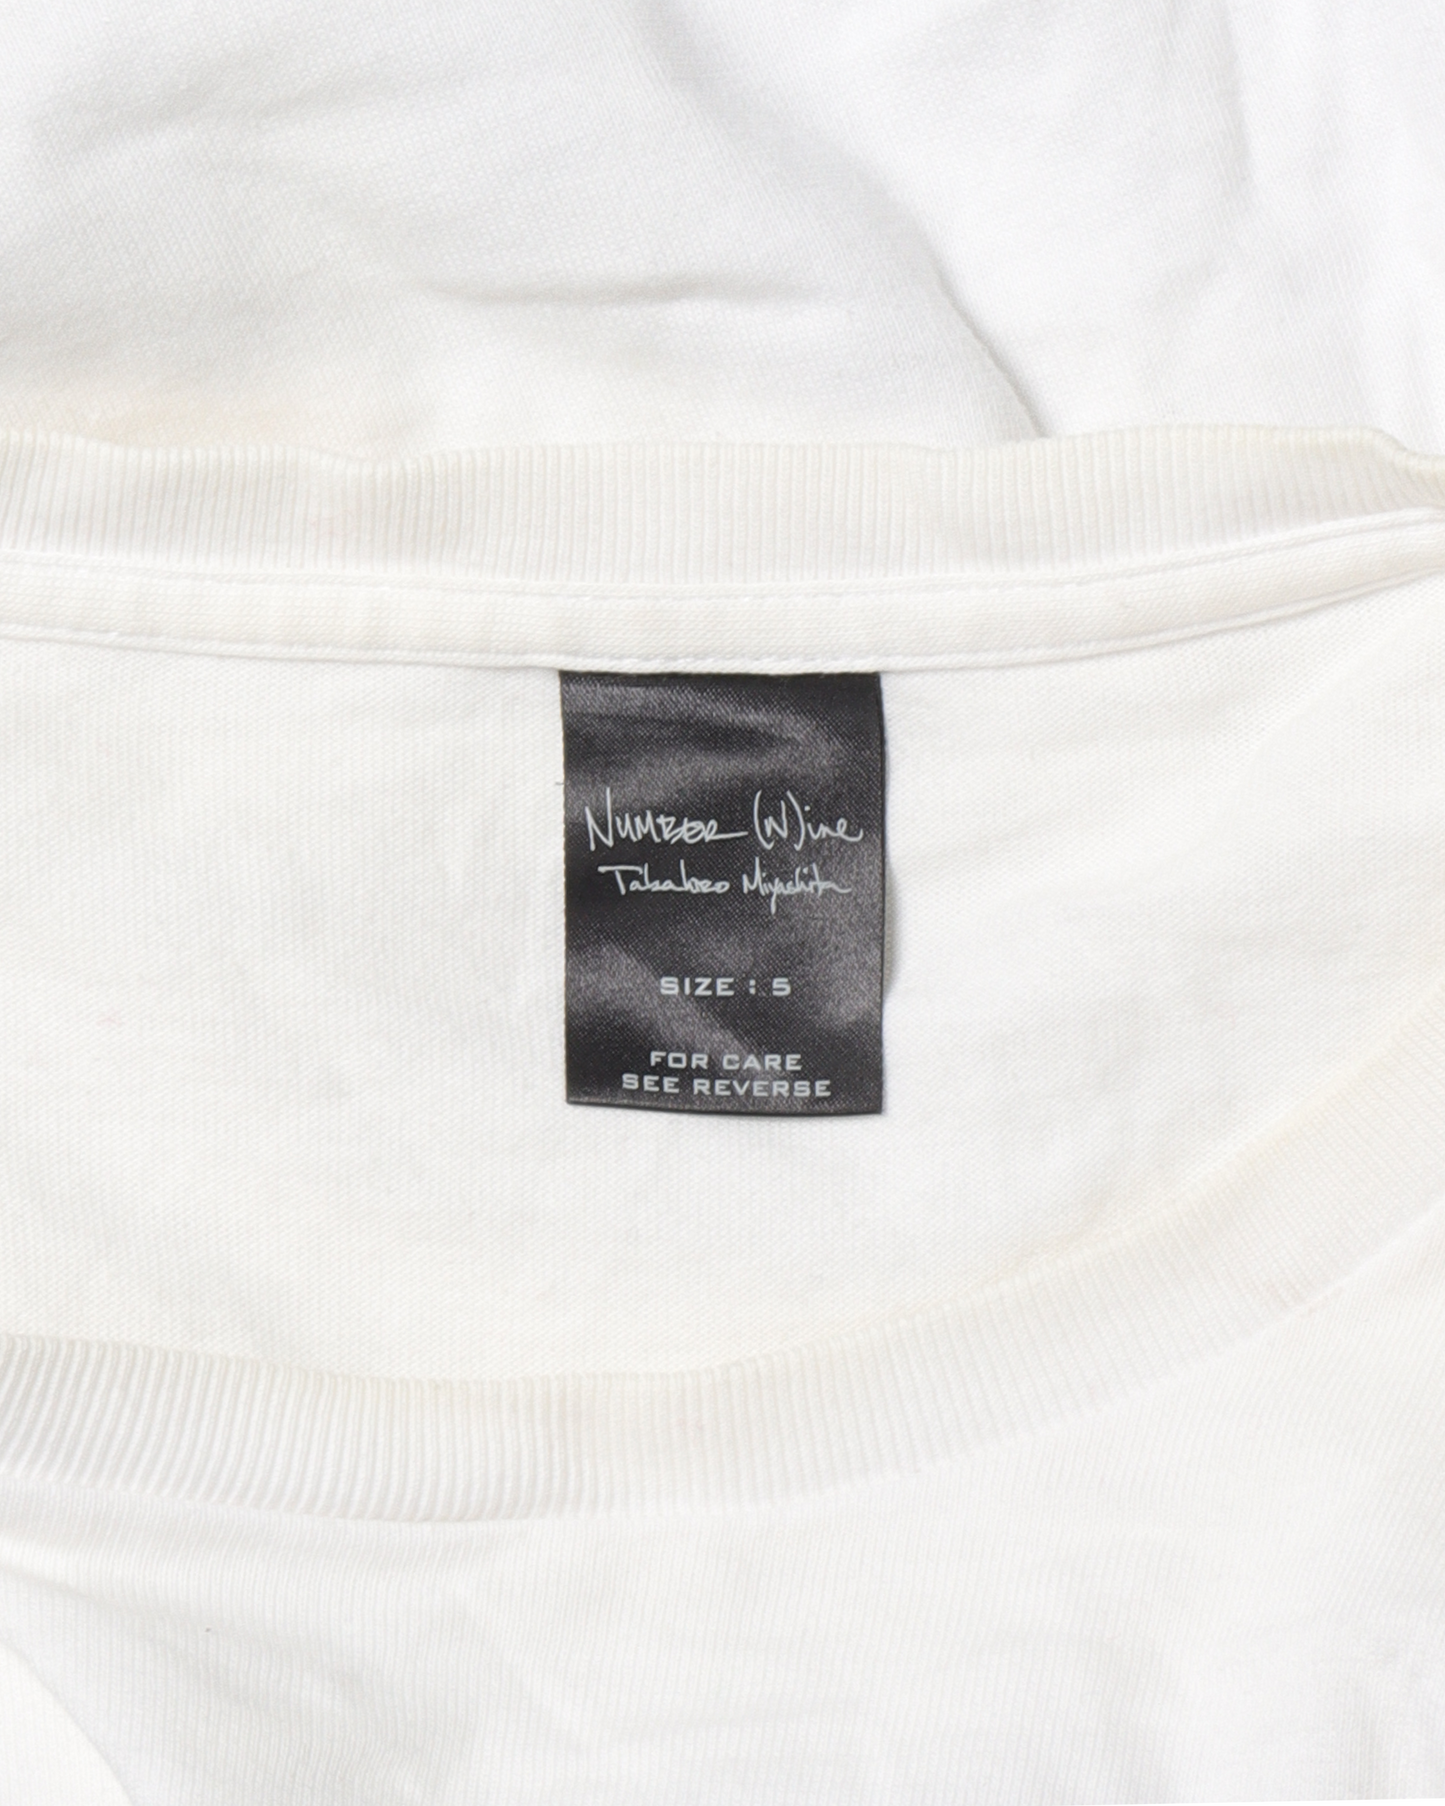 NUMBER (N)ine
Takahiro Miyashita
SIZE : 5
FOR CARE
SEE REVERSE